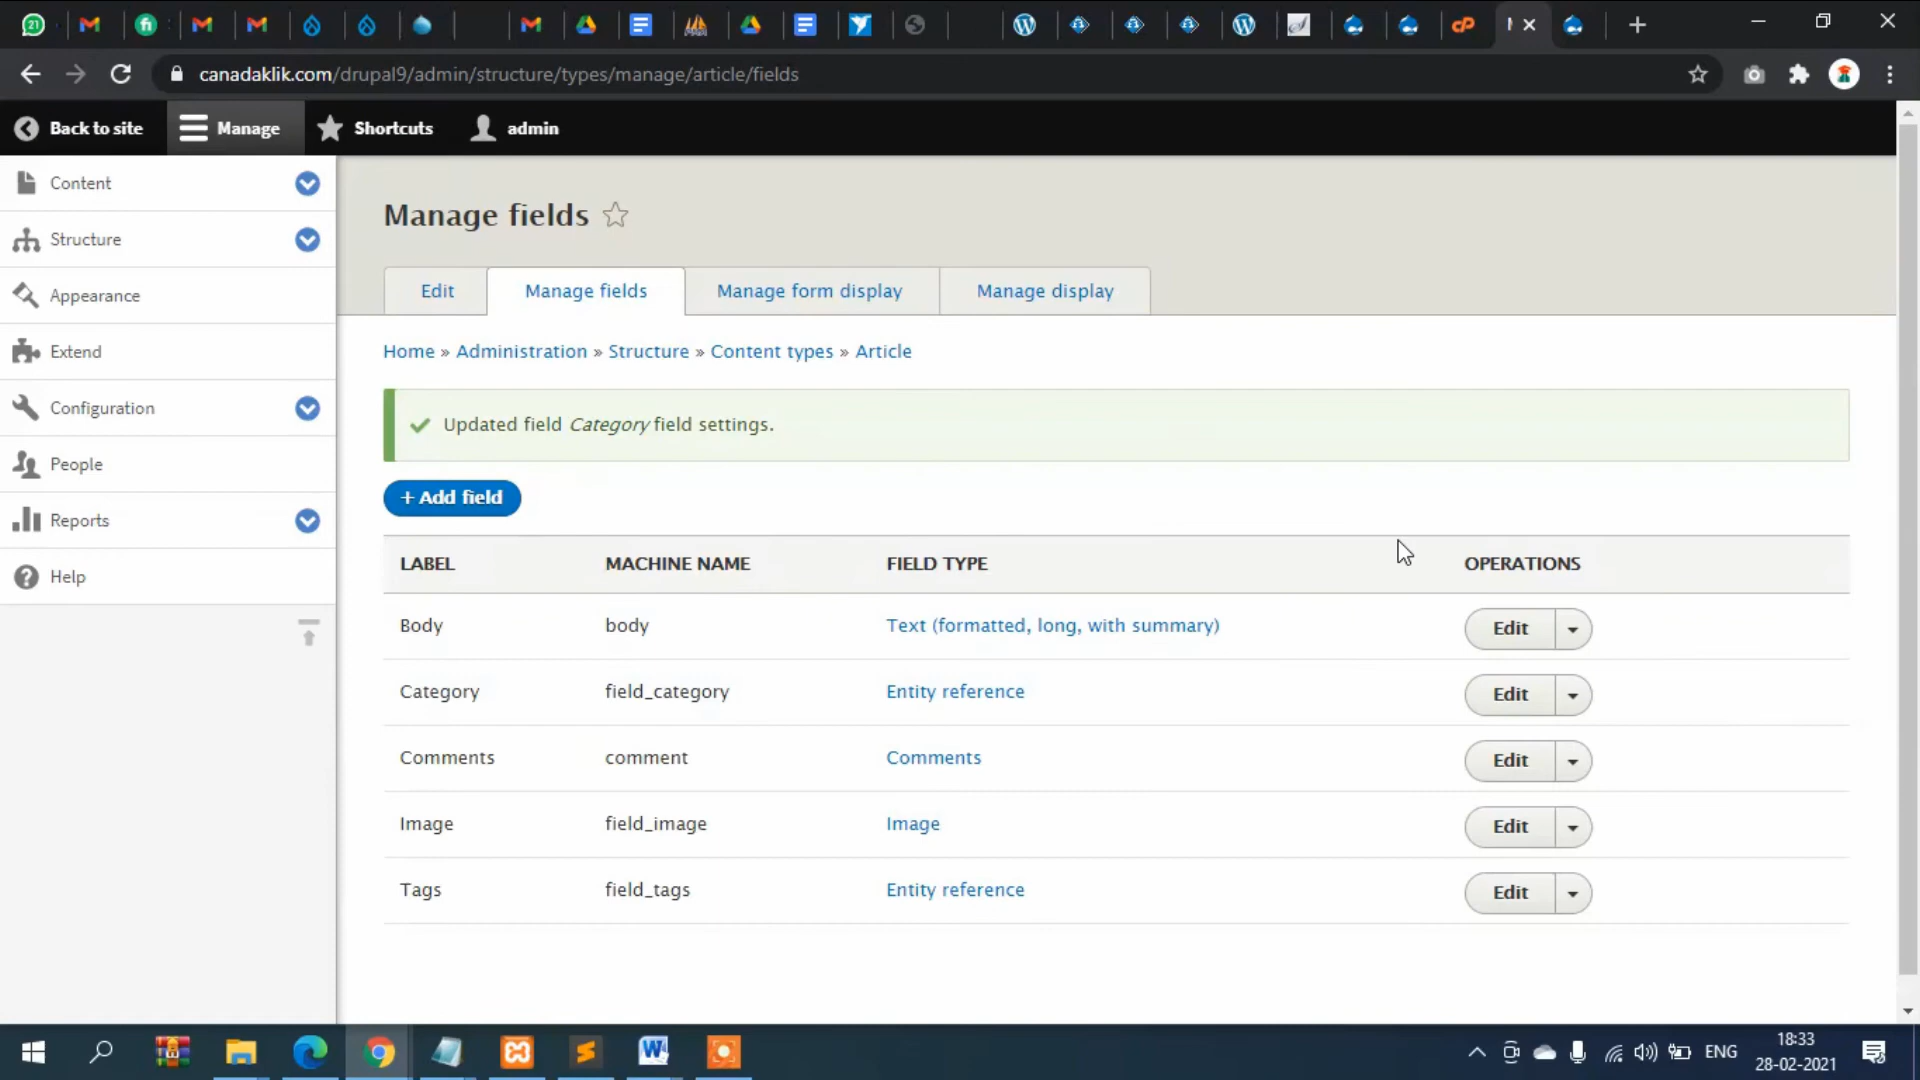 21
canadaklik.com/drupal9/admin/structure/types/manage/article/fields
Back to site
Manage
Shortcuts
admin
Content
Structure
Appearance
Extend
Configuration
People
Reports
Help
Manage fields
Edit
Manage fields
Manage form display
Manage display
Home » Administration » Structure » Content types » Article
Updated field Category field settings.
+ Add field
LABEL MACHINE NAME FIELD TYPE OPERATIONS
Body body Text (formatted, long, with summary) Edit
Category field_category Entity reference Edit
Comments comment Comments Edit
Image field_image Image Edit
Tags field_tags Entity reference Edit
ENG
18:33
28-02-2021